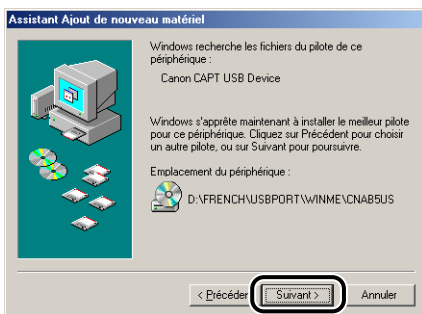 Assistant Ajout de nouveau matériel
Windows recherche les fichiers du pilote de ce
périphérique :
Canon CAPT USB Device
Windows s'apprête maintenant à installer le meilleur pilote
pour ce périphérique. Cliquez sur Précédent pour choisir
un autre pilote, ou sur Suivant pour poursuivre.
Emplacement du périphérique :
D:\FRENCH\USBPORT\WINME\CNAB5US
< Précéder
Suivant >
Annuler